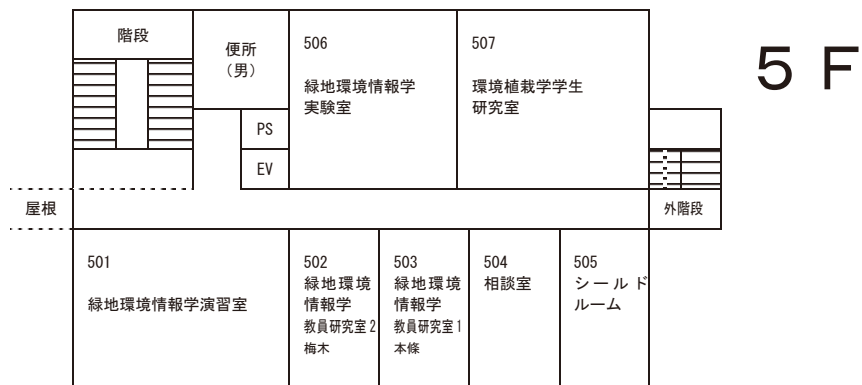 階段
便所
（男）
506
緑地環境情報学
実験室
507
環境植栽学学生
研究室
５Ｆ
PS
EV
屋根
外階段
501
緑地環境情報学演習室
502
緑地環境
情報学
教員研究室2
梅木
503
緑地環境
情報学
教員研究室1
本條
504
相談室
505
シールド
ルーム